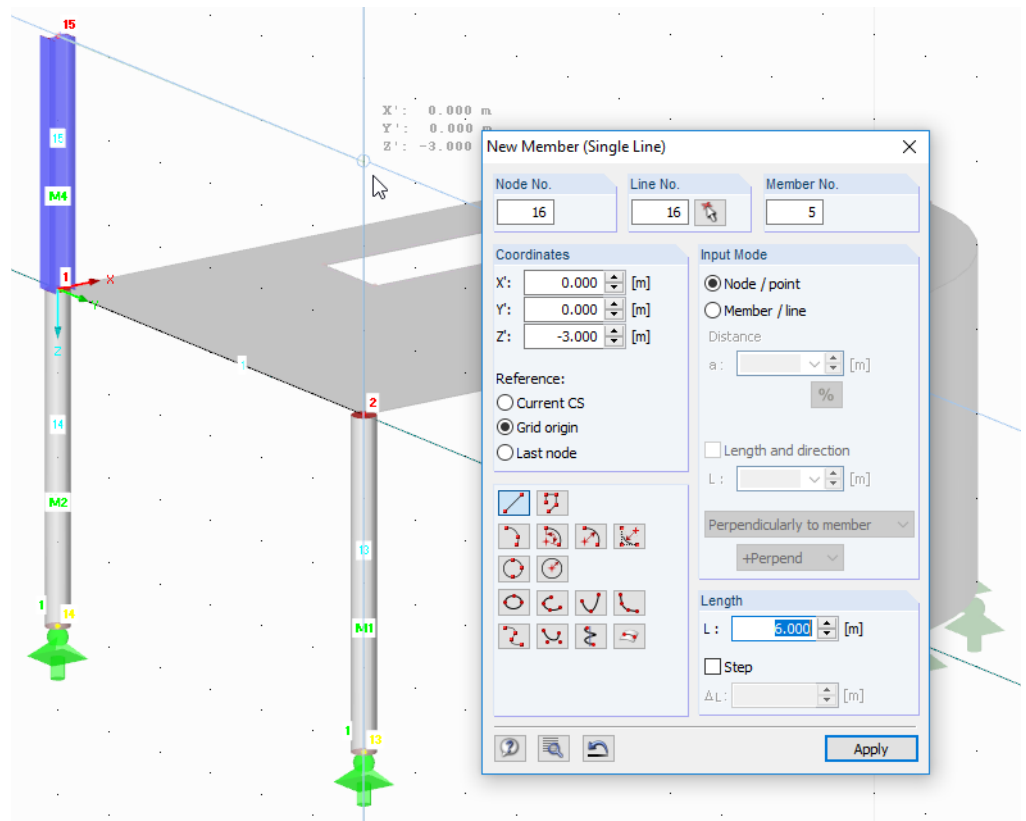 15
X': 0.000 m
Y': 0.000 m
Z': -3.000
15
M4
1
X
Y
Z
1
2
14
M2
13
M1
1
14
1
13
New Member (Single Line)
Node No.
16
Line No.
16
Member No.
5
Coordinates
X': 0.000 [m]
Y': 0.000 [m]
Z': -3.000 [m]
Reference:
Current CS
Grid origin
Last node
Input Mode
Node / point
Member / line
Distance
a : [m]
%
Length and direction
L : [m]
Perpendicularly to member
+Perpend
Length
L : 6.000 [m]
Step
ΔL: [m]
Apply